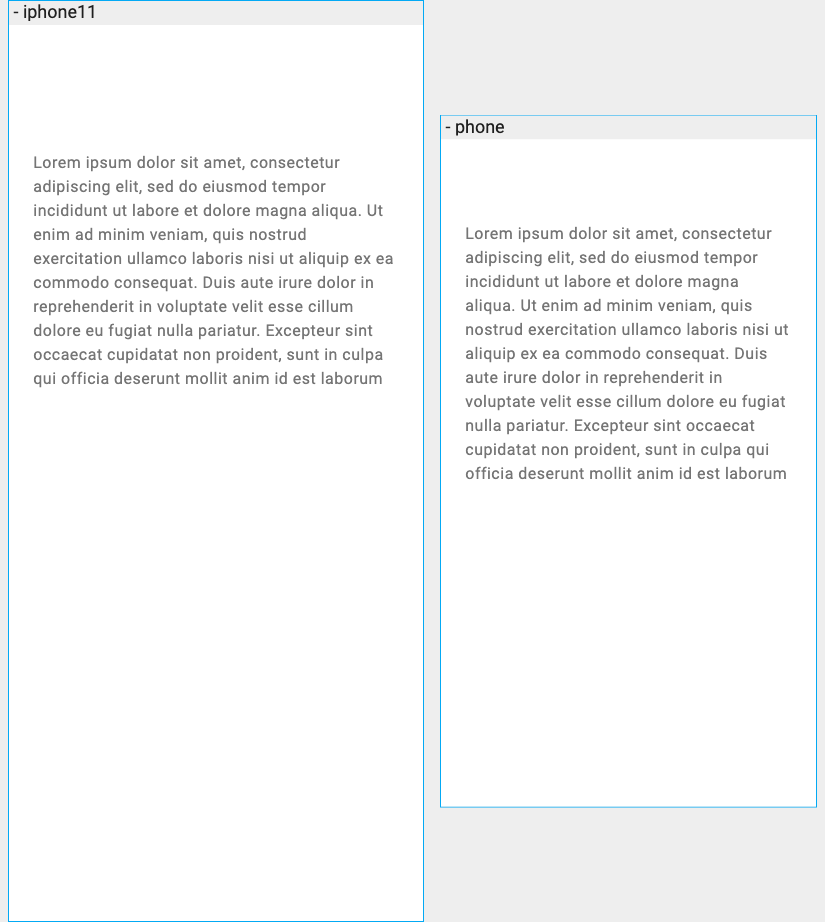 - iphone11
Lorem ipsum dolor sit amet, consectetur
adipiscing elit, sed do eiusmod tempor
incididunt ut labore et dolore magna aliqua. Ut
enim ad minim veniam, quis nostrud
exercitation ullamco laboris nisi ut aliquip ex ea
commodo consequat. Duis aute irure dolor in
reprehenderit in voluptate velit esse cillum
dolore eu fugiat nulla pariatur. Excepteur sint
occaecat cupidatat non proident, sunt in culpa
qui officia deserunt mollit anim id est laborum
- phone
Lorem ipsum dolor sit amet, consectetur
adipiscing elit, sed do eiusmod tempor
incididunt ut labore et dolore magna
aliqua. Ut enim ad minim veniam, quis
nostrud exercitation ullamco laboris nisi ut
aliquip ex ea commodo consequat. Duis
aute irure dolor in reprehenderit in
voluptate velit esse cillum dolore eu fugiat
nulla pariatur. Excepteur sint occaecat
cupidatat non proident, sunt in culpa qui
officia deserunt mollit anim id est laborum